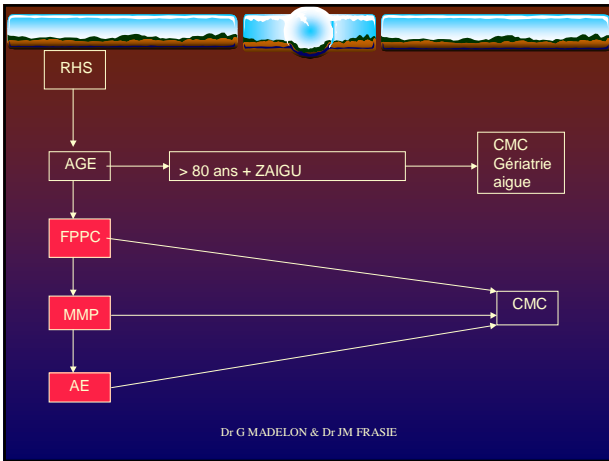 RHS
AGE
> 80 ans + ZAIGU
CMC
Gériatrie
aigue
FPPC
MMP
CMC
AE
Dr G MADELON & Dr JM FRASIE